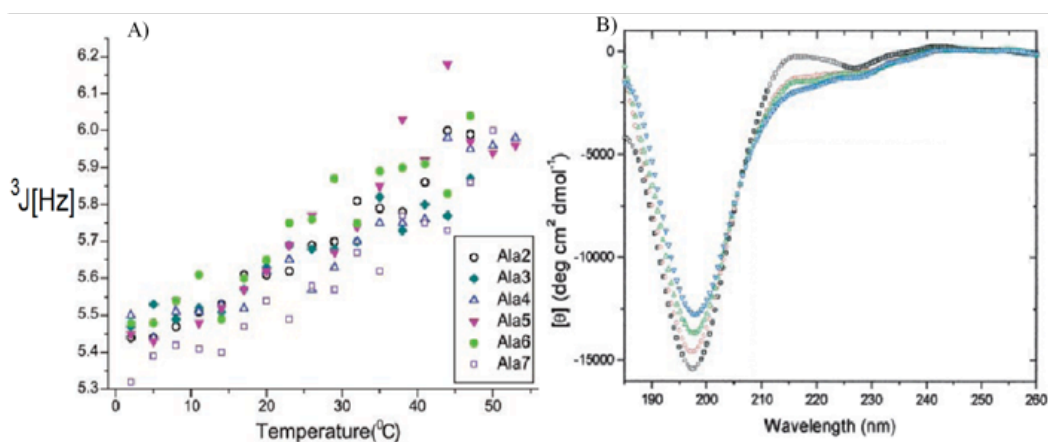 A)
6.2
6.1
6.0
5.9
5.8
5.7
5.6
5.5
5.4
5.3
³J[Hz]
0 10 20 30 40 50
Temperature(⁰C)
Ala2
Ala3
Ala4
Ala5
Ala6
Ala7
B)
0
-5000
-10000
-15000
[θ] (deg cm² dmol⁻¹)
190 200 210 220 230 240 250 260
Wavelength (nm)